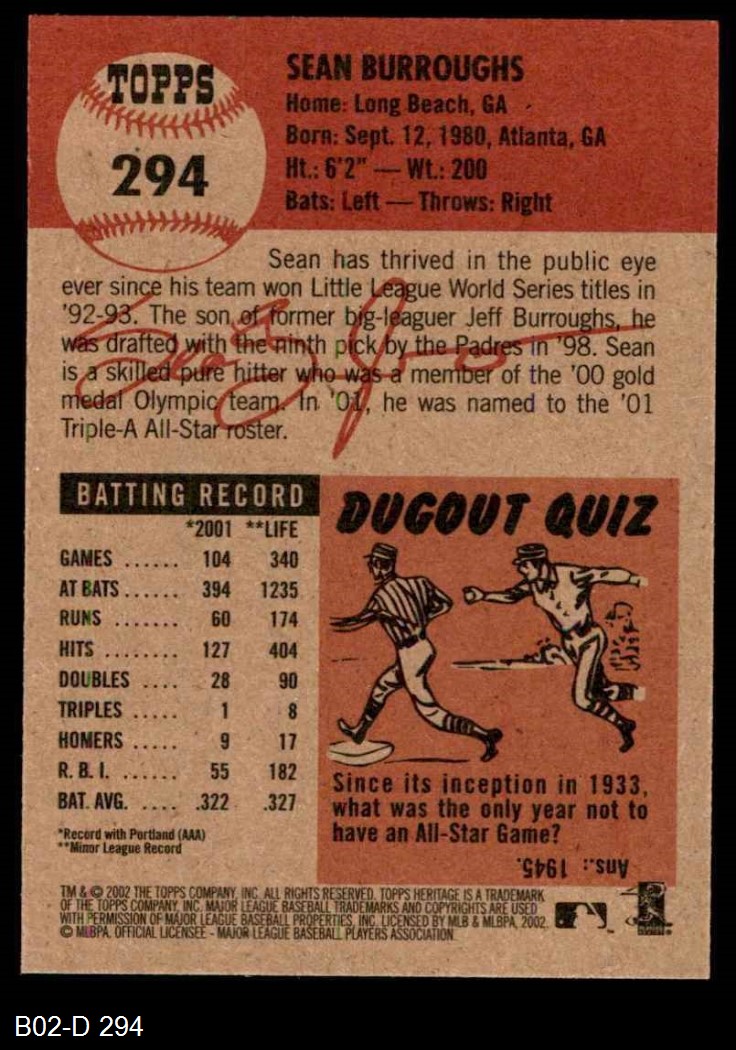 TOPPS
294
SEAN BURROUGHS
Home: Long Beach, GA
Born: Sept. 12, 1980, Atlanta, GA
Ht.: 6'2" — Wt.: 200
Bats: Left — Throws: Right
Sean has thrived in the public eye
ever since his team won Little League World Series titles in
'92-93. The son of former big-leaguer Jeff Burroughs, he
was drafted with the ninth pick by the Padres in '98. Sean
is a skilled pure hitter who was a member of the '00 gold
medal Olympic team. In '01, he was named to the '01
Triple-A All-Star roster.
BATTING RECORD
*2001 **LIFE
GAMES ...... 104 340
AT BATS ...... 394 1235
RUNS ....... 60 174
HITS ........ 127 404
DOUBLES .... 28 90
TRIPLES ..... 1 8
HOMERS ..... 9 17
R. B. I. ...... 55 182
BAT. AVG. .... .322 .327
*Record with Portland (AAA)
**Minor League Record
DUGOUT QUIZ
Since its inception in 1933,
what was the only year not to
have an All-Star Game?
Ans.: 1945.
TM & © 2002 THE TOPPS COMPANY, INC. ALL RIGHTS RESERVED. TOPPS HERITAGE IS A TRADEMARK
OF THE TOPPS COMPANY, INC. MAJOR LEAGUE BASEBALL TRADEMARKS AND COPYRIGHTS ARE USED
WITH PERMISSION OF MAJOR LEAGUE BASEBALL PROPERTIES, INC. LICENSED BY MLB & MLBPA, 2002.
© MLBPA. OFFICIAL LICENSEE - MAJOR LEAGUE BASEBALL PLAYERS ASSOCIATION.
B02-D 294